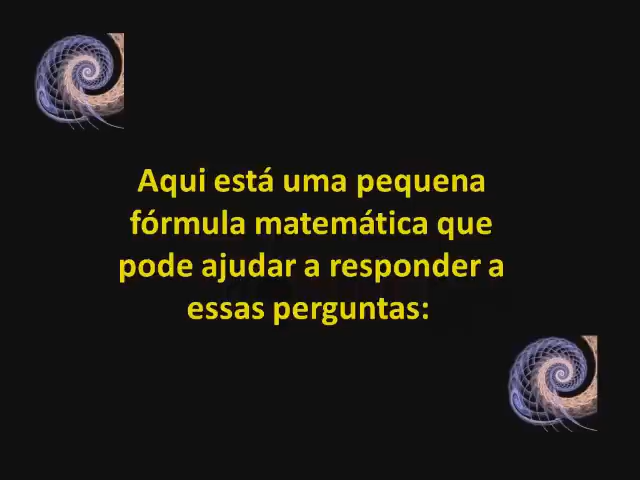 Aqui está uma pequena
fórmula matemática que
pode ajudar a responder a
essas perguntas: